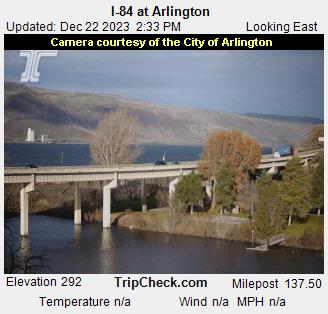 I-84 at Arlington
Updated: Dec 22 2023 2:33 PM Looking East
Camera courtesy of the City of Arlington
Elevation 292 TripCheck.com Milepost 137.50
Temperature n/a Wind n/a MPH n/a